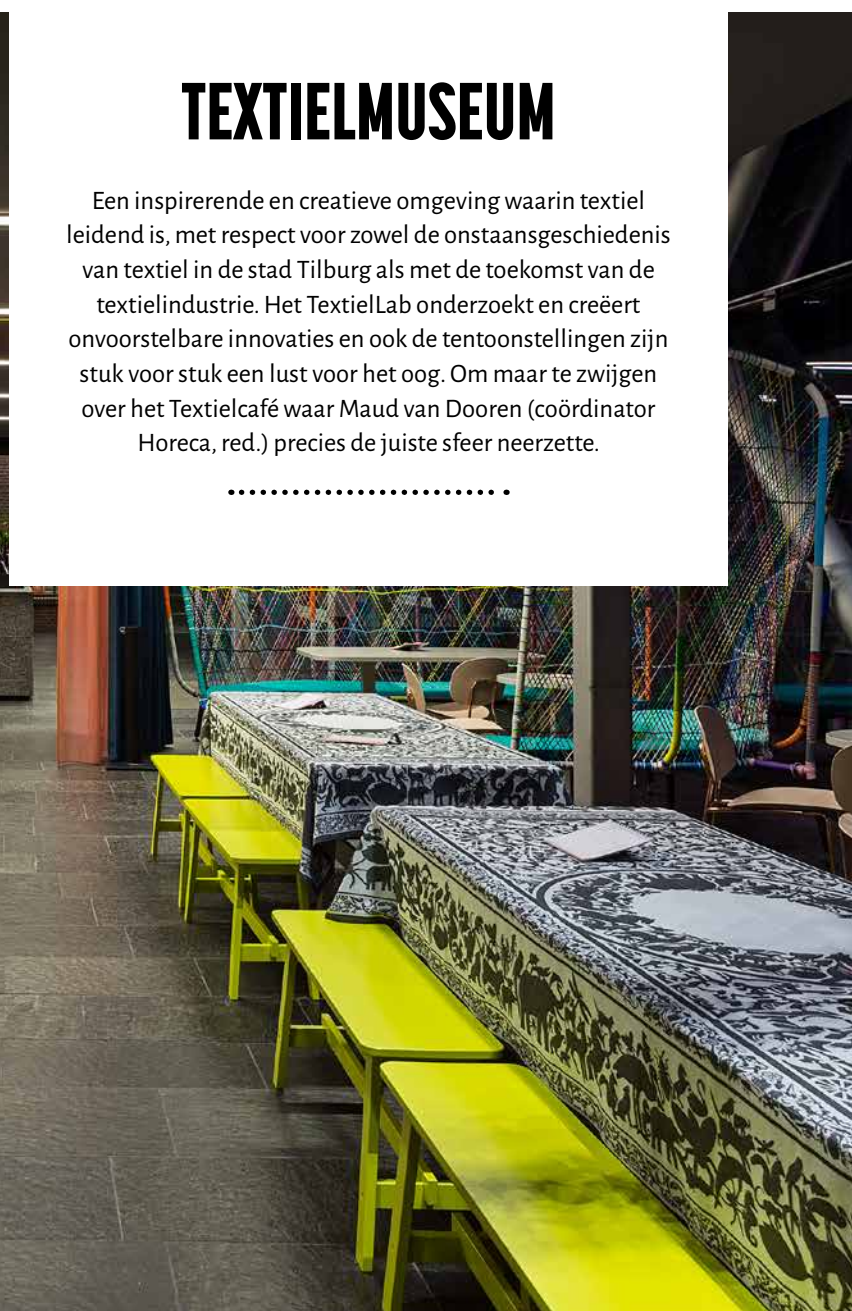 TEXTIELMUSEUM
Een inspirerende en creatieve omgeving waarin textiel
leidend is, met respect voor zowel de onstaansgeschiedenis
van textiel in de stad Tilburg als met de toekomst van de
textielindustrie. Het TextielLab onderzoekt en creëert
onvoorstelbare innovaties en ook de tentoonstellingen zijn
stuk voor stuk een lust voor het oog. Om maar te zwijgen
over het Textielcafé waar Maud van Dooren (coördinator
Horeca, red.) precies de juiste sfeer neerzette.